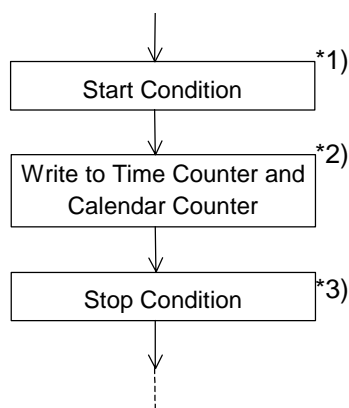 *1)
Start Condition
*2)
Write to Time Counter and
Calendar Counter
*3)
Stop Condition